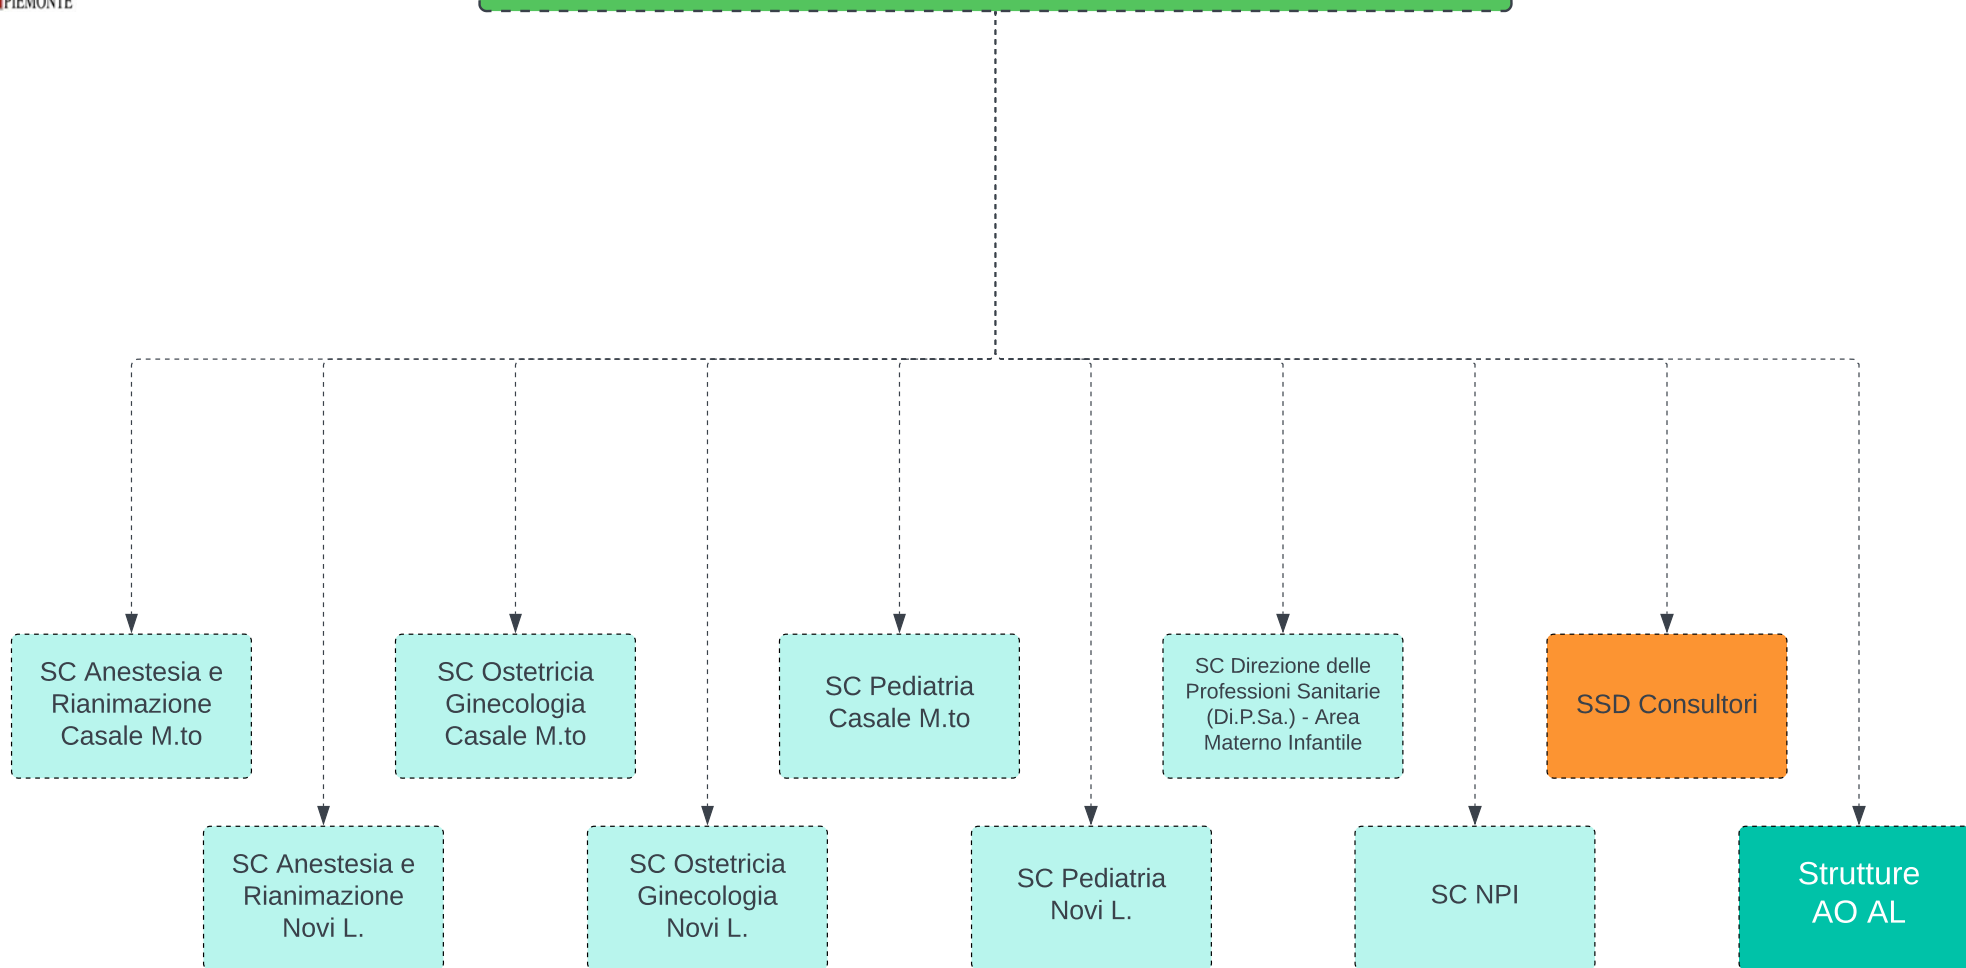 PIEMONTE
SC Anestesia e
Rianimazione
Casale M.to
SC Ostetricia
Ginecologia
Casale M.to
SC Pediatria
Casale M.to
SC Direzione delle
Professioni Sanitarie
(Di.P.Sa.) - Area
Materno Infantile
SSD Consultori
SC Anestesia e
Rianimazione
Novi L.
SC Ostetricia
Ginecologia
Novi L.
SC Pediatria
Novi L.
SC NPI
Strutture
AO AL